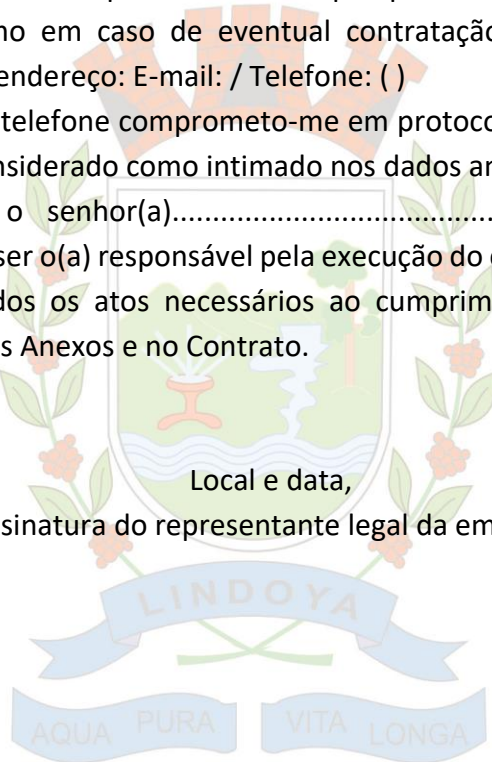 no em caso de eventual contratação
endereço: E-mail: / Telefone: ( )
telefone comprometo-me em protoco
nsiderado como intimado nos dados an
o senhor(a)....................................
ser o(a) responsável pela execução do
dos os atos necessários ao cumprim
s Anexos e no Contrato.
Local e data,
sinatura do representante legal da em
LINDOYA
AQUA PURA VITA LONGA